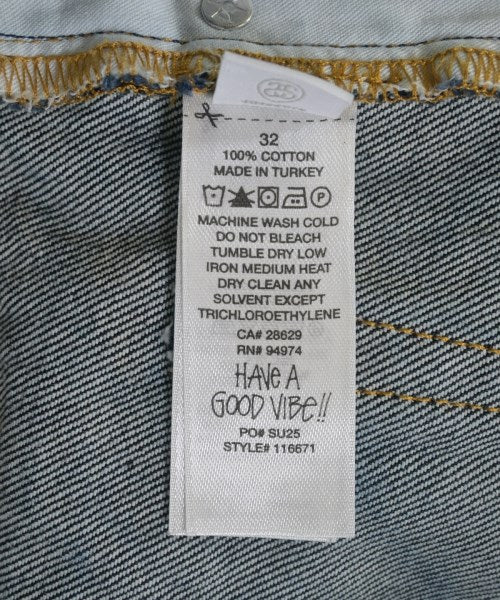 32
100% COTTON
MADE IN TURKEY
P
MACHINE WASH COLD
DO NOT BLEACH
TUMBLE DRY LOW
IRON MEDIUM HEAT
DRY CLEAN ANY
SOLVENT EXCEPT
TRICHLOROETHYLENE
CA# 28629
RN# 94974
HAVE A
GOOD VIBE!!
PO# SU25
STYLE# 116671